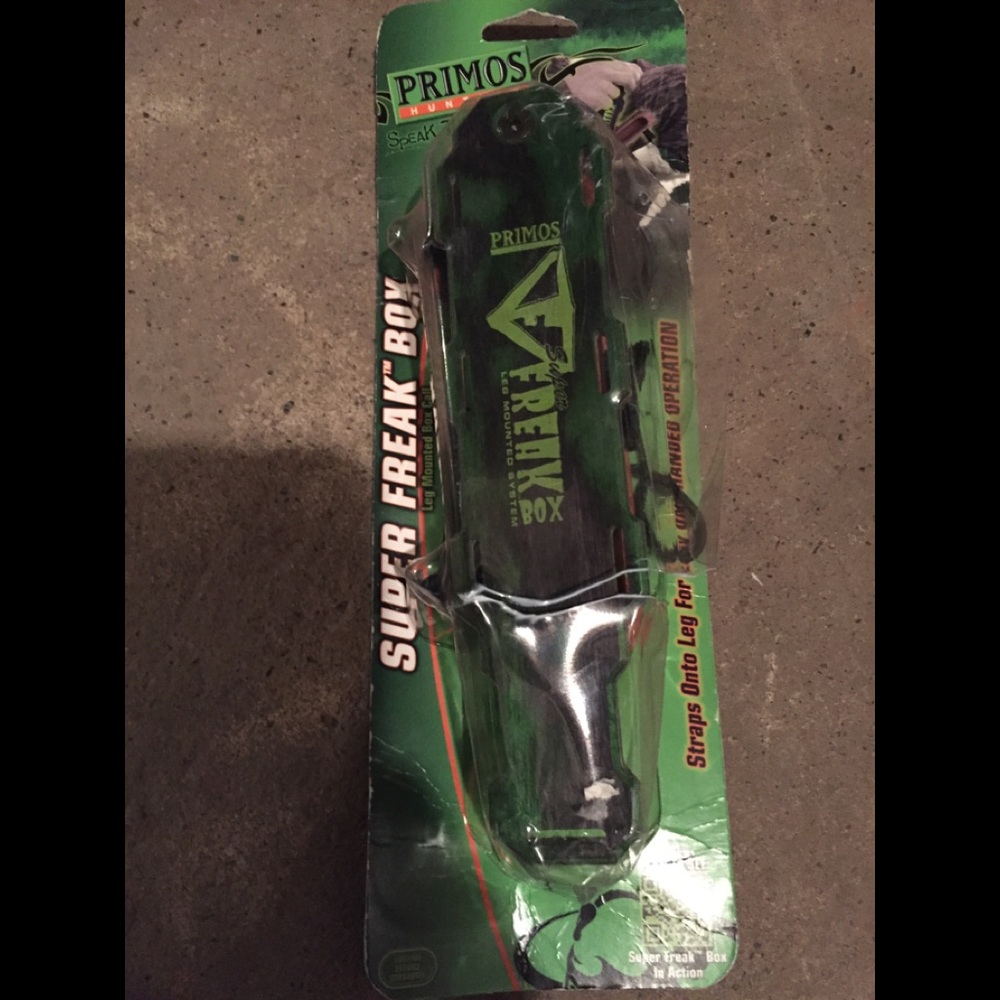 PRIMOS
HUN
SpeaK
PRIMOS
Super
FREAK
BOX
LEG MOUNTED SYSTEM
SUPER FREAK™ BOX
Leg Mounted Box Call
Straps Onto Leg For HANDED OPERATION
Super Freak™ Box
In Action